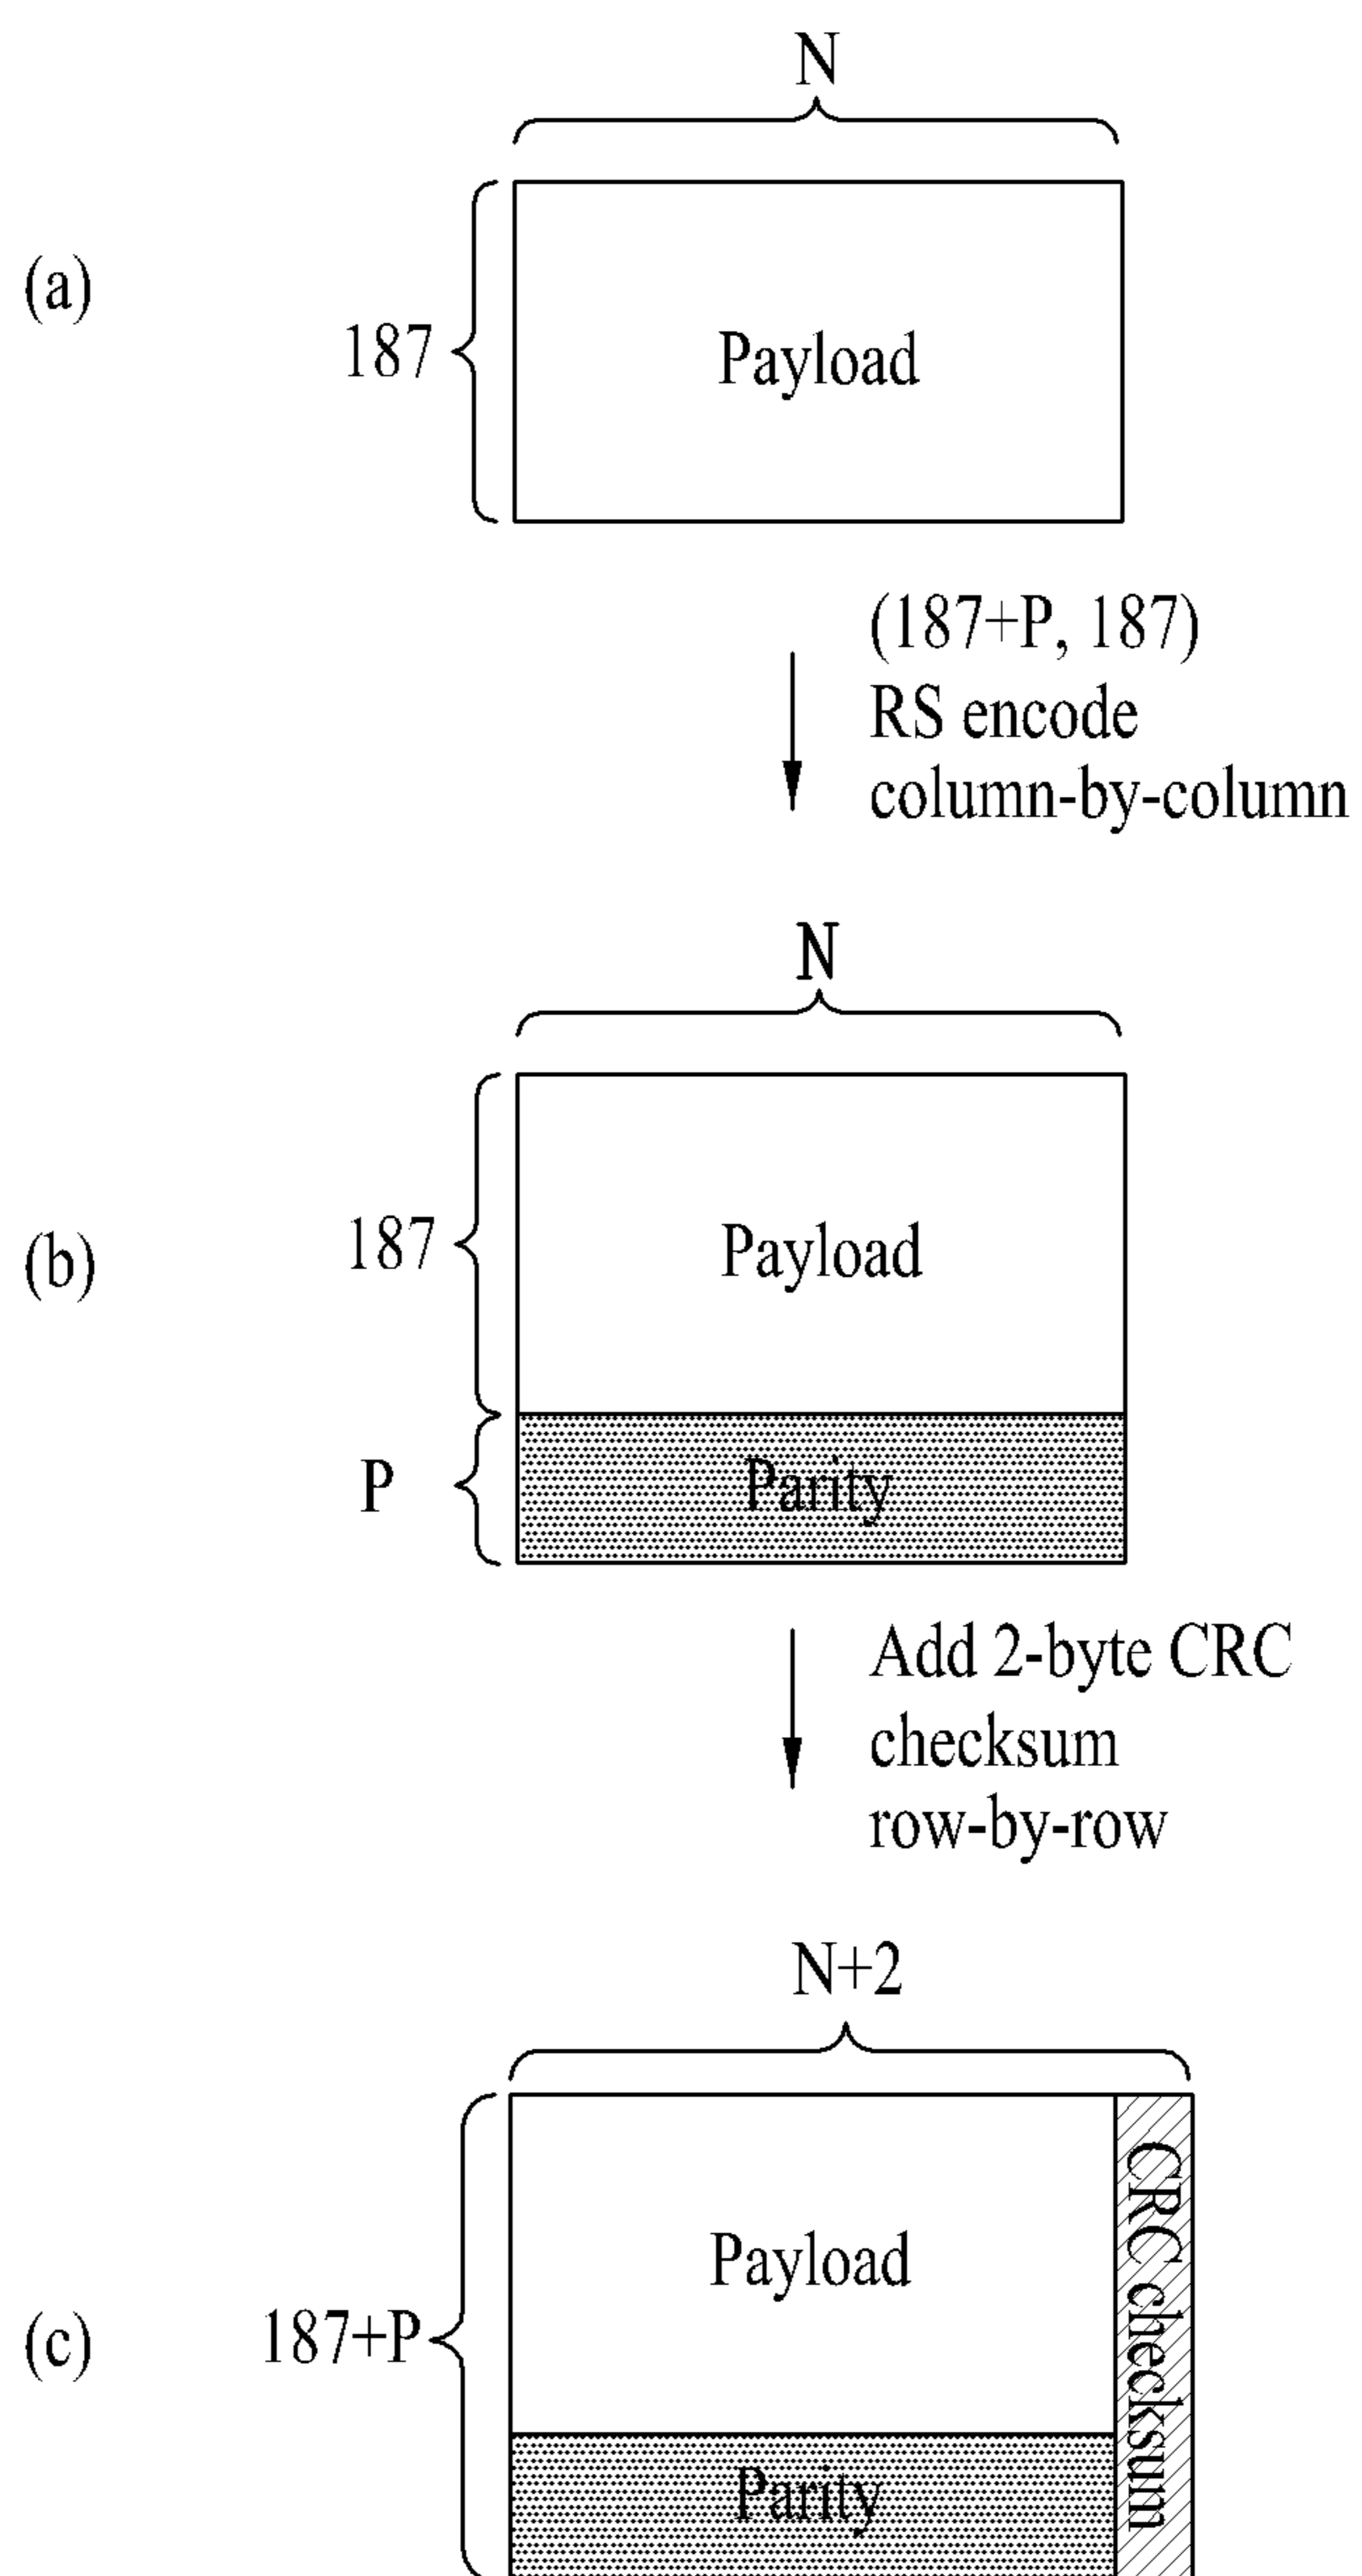 N
(a)
187
Payload
(187+P, 187)
RS encode
column-by-column
N
187
Payload
(b)
P
Parity
Add 2-byte CRC
checksum
row-by-row
N+2
Payload
CRC checksum
(c)
187+P
Parity